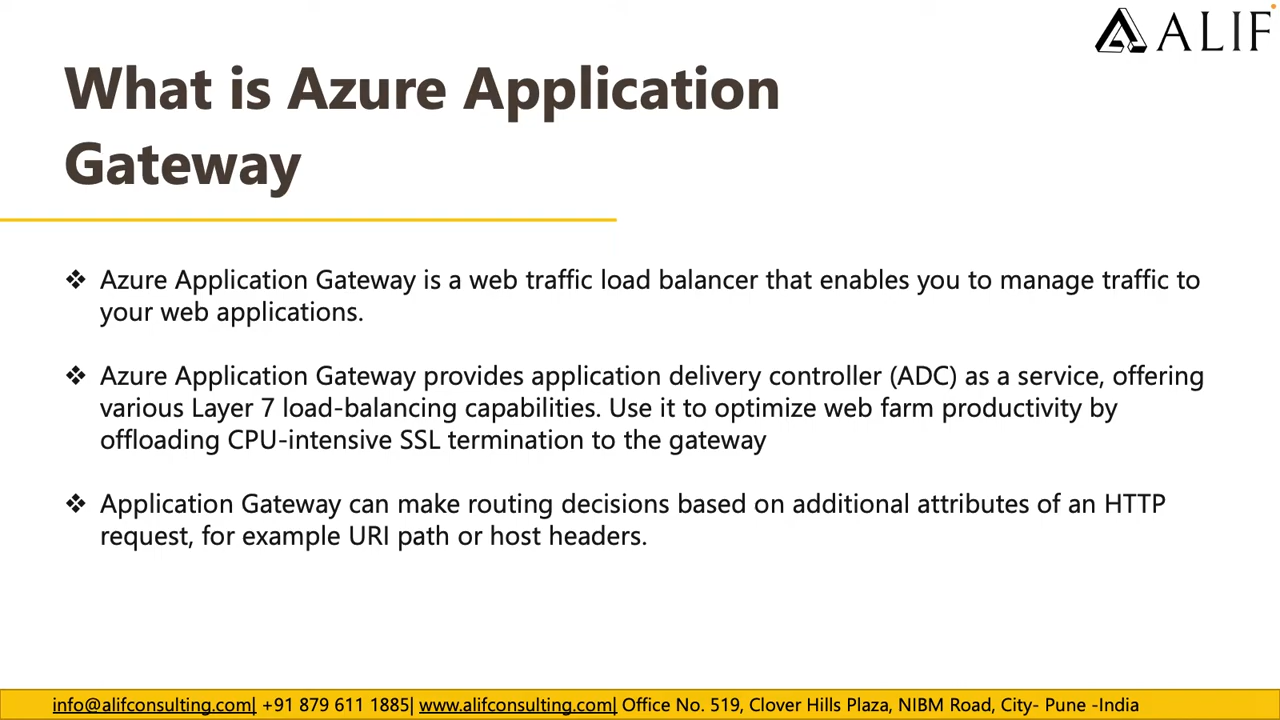 ALIF
What is Azure Application
Gateway
❖ Azure Application Gateway is a web traffic load balancer that enables you to manage traffic to
your web applications.
❖ Azure Application Gateway provides application delivery controller (ADC) as a service, offering
various Layer 7 load-balancing capabilities. Use it to optimize web farm productivity by
offloading CPU-intensive SSL termination to the gateway
❖ Application Gateway can make routing decisions based on additional attributes of an HTTP
request, for example URI path or host headers.
info@alifconsulting.com| +91 879 611 1885| www.alifconsulting.com| Office No. 519, Clover Hills Plaza, NIBM Road, City- Pune -India